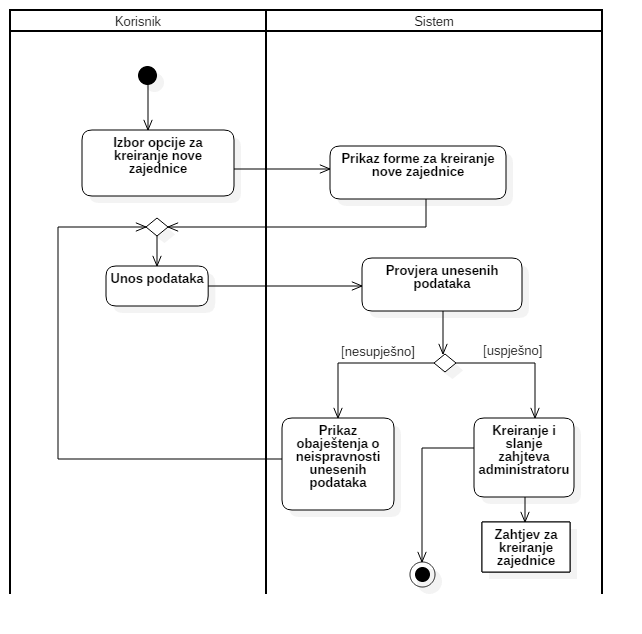 Korisnik
Sistem
Izbor opcije za
kreiranje nove
zajednice
Prikaz forme za kreiranje
nove zajednice
Unos podataka
Provjera unesenih
podataka
[nesupješno]
[uspješno]
Prikaz
obaještenja o
neispravnosti
unesenih
podataka
Kreiranje i
slanje
zahjteva
administratoru
Zahtjev za
kreiranje
zajednice